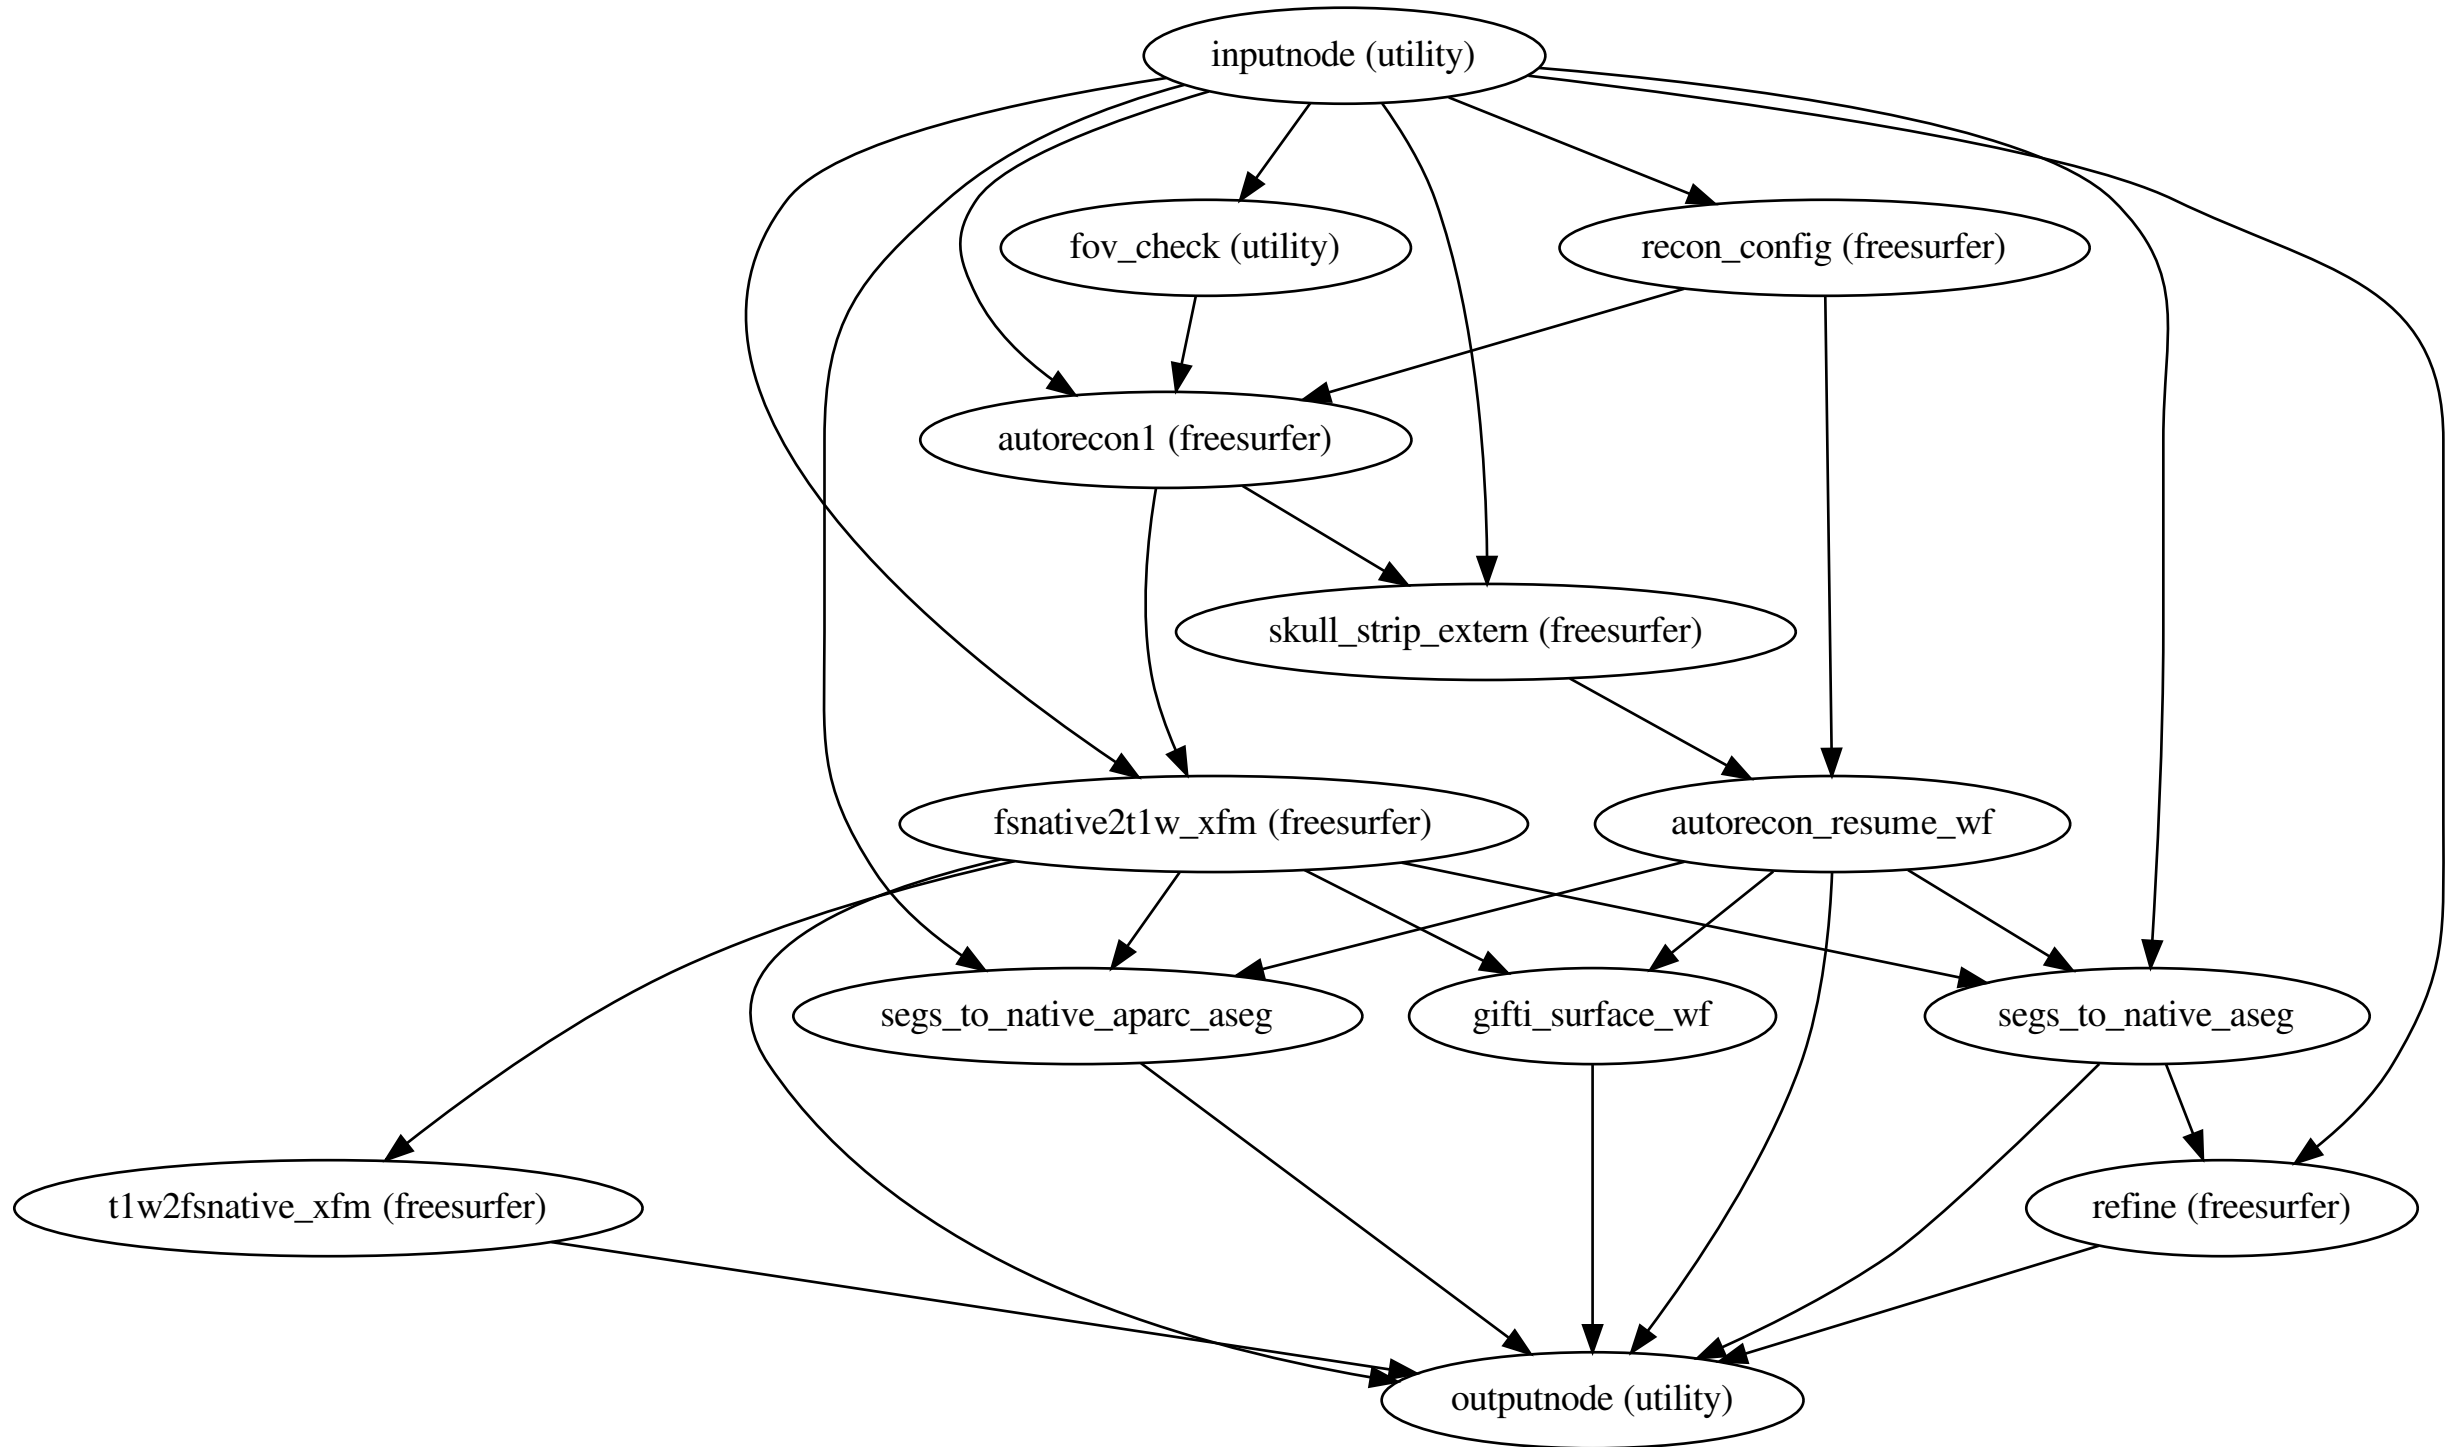 inputnode (utility)
fov_check (utility)
recon_config (freesurfer)
autorecon1 (freesurfer)
skull_strip_extern (freesurfer)
fsnative2t1w_xfm (freesurfer)
autorecon_resume_wf
segs_to_native_aparc_aseg
gifti_surface_wf
segs_to_native_aseg
t1w2fsnative_xfm (freesurfer)
refine (freesurfer)
outputnode (utility)